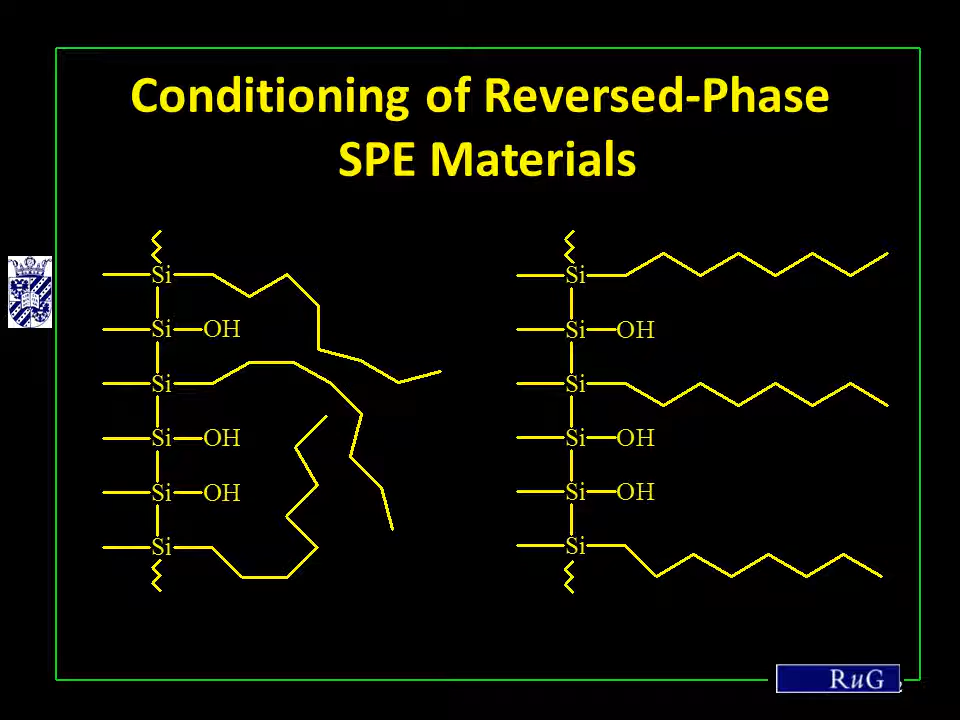 Conditioning of Reversed-Phase
SPE Materials
Si
Si OH
Si
Si OH
Si OH
Si
Si
Si OH
Si
Si OH
Si OH
Si
RuG